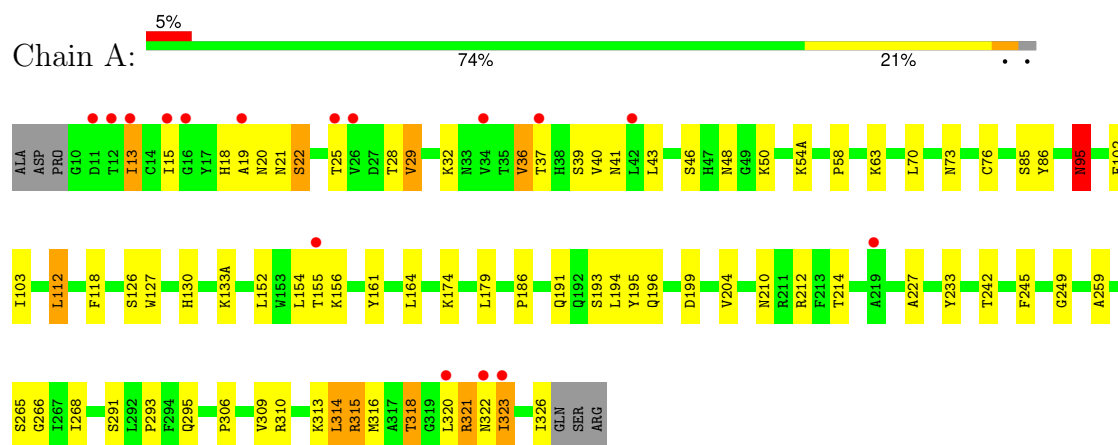 5%
Chain A:
74% 21% • •
ALA ASP PRO G10 D11 T12 I13 C14 I15 G16 Y17 H18 A19 N20 N21 S22 T25 V26 D27 T28 V29 K32 N33 V34 T35 V36 T37 H38 S39 V40 N41 L42 L43 S46 H47 N48 G49 K50 K54A P58 K63 L70 N73 C76 S85 Y86 N95 E102
I103 L112 F118 S126 W127 H130 K133A L152 W153 L154 T155 K156 Y161 L164 K174 L179 P186 Q191 Q192 S193 L194 Y195 Q196 D199 V204 N210 R211 R212 F213 T214 A219 A227 Y233 T242 F245 G249 A259
S265 G266 I267 I268 S291 L292 P293 F294 Q295 P306 V309 R310 K313 L314 R315 M316 A317 T318 G319 L320 R321 N322 I323 I326 GLN SER ARG